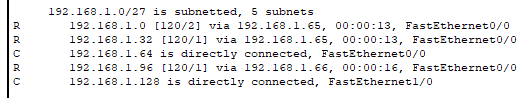 192.168.1.0/27 is subnetted, 5 subnets
R 192.168.1.0 [120/2] via 192.168.1.65, 00:00:13, FastEthernet0/0
R 192.168.1.32 [120/1] via 192.168.1.65, 00:00:13, FastEthernet0/0
C 192.168.1.64 is directly connected, FastEthernet0/0
R 192.168.1.96 [120/1] via 192.168.1.66, 00:00:16, FastEthernet0/0
C 192.168.1.128 is directly connected, FastEthernet1/0